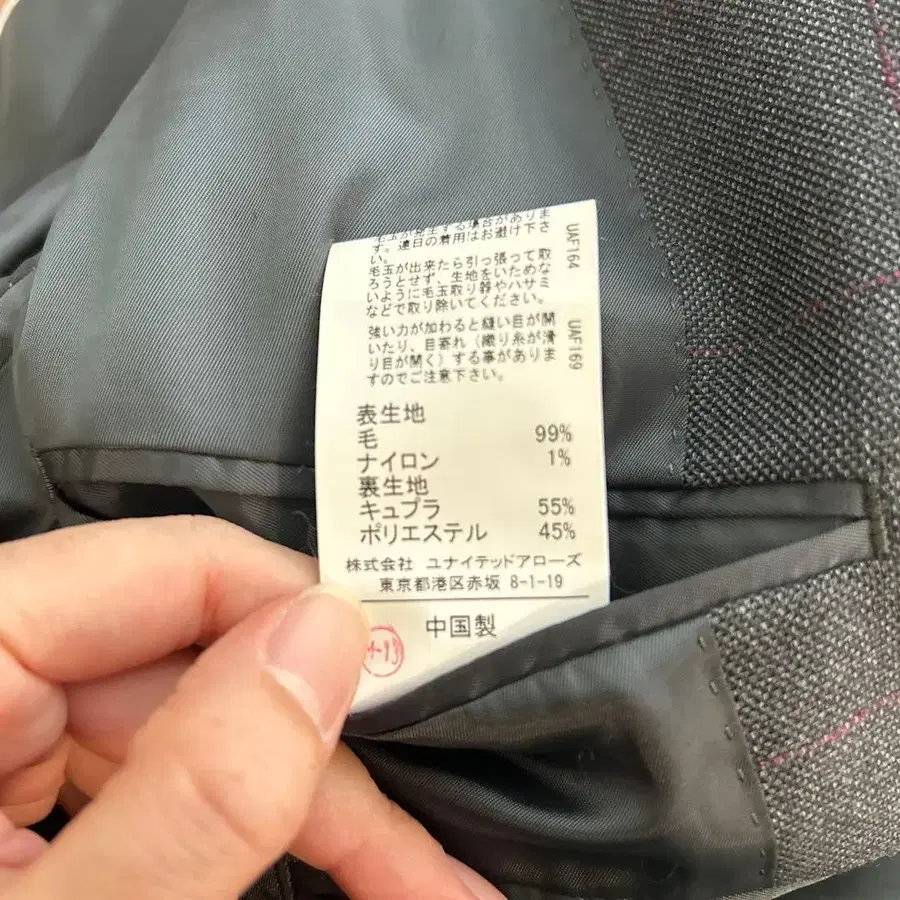 毛玉が発生する場合がありま
す。連日の着用はお避け下さ
い。
毛玉が出来たら引っ張って取
ろうとせず、生地をいためな
いように毛玉取り器やハサミ
などで取り除いてください。
UAF164
強い力が加わると縫い目が開
いたり、目寄れ（織り糸が滑
り目が開く）する事がありま
すのでご注意下さい。
UAF169
表生地
毛 99%
ナイロン 1%
裏生地
キュプラ 55%
ポリエステル 45%
株式会社 ユナイテッドアローズ
東京都港区赤坂 8-1-19
中国製